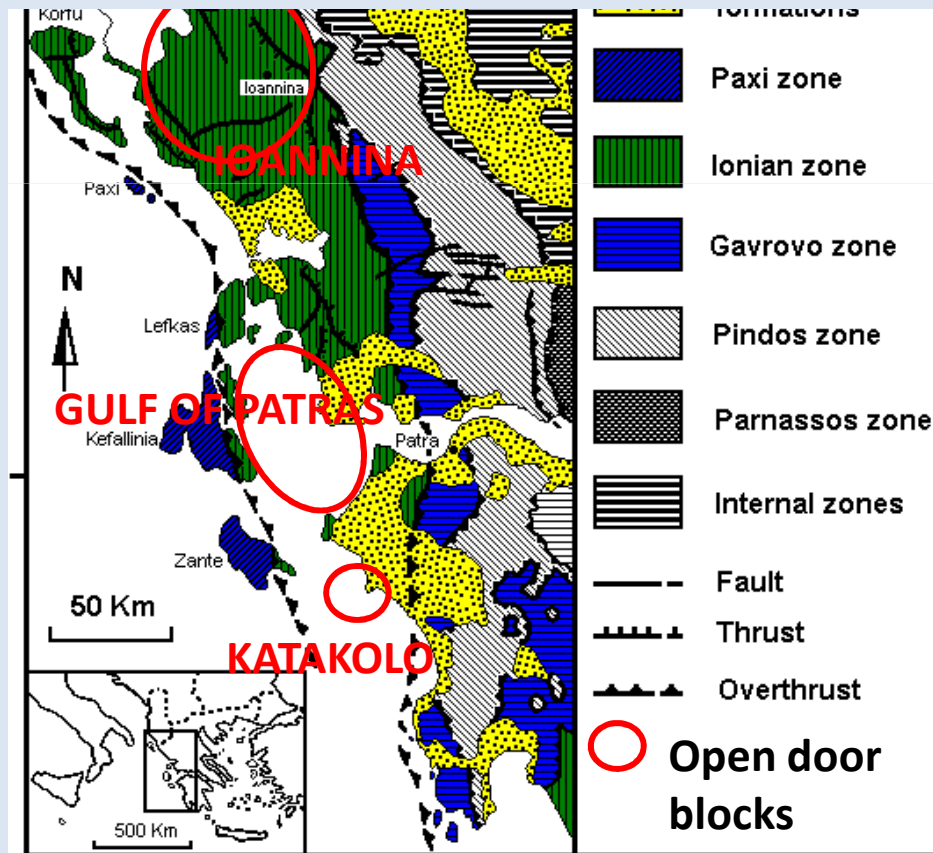 Korfu
Ioannina
IOANNINA
Paxi
N
Lefkas
GULF OF PATRAS
Kefallinia
Patra
Zante
50 Km
KATAKOLO
500 Km
formations
Paxi zone
Ionian zone
Gavrovo zone
Pindos zone
Parnassos zone
Internal zones
Fault
Thrust
Overthrust
Open door
blocks